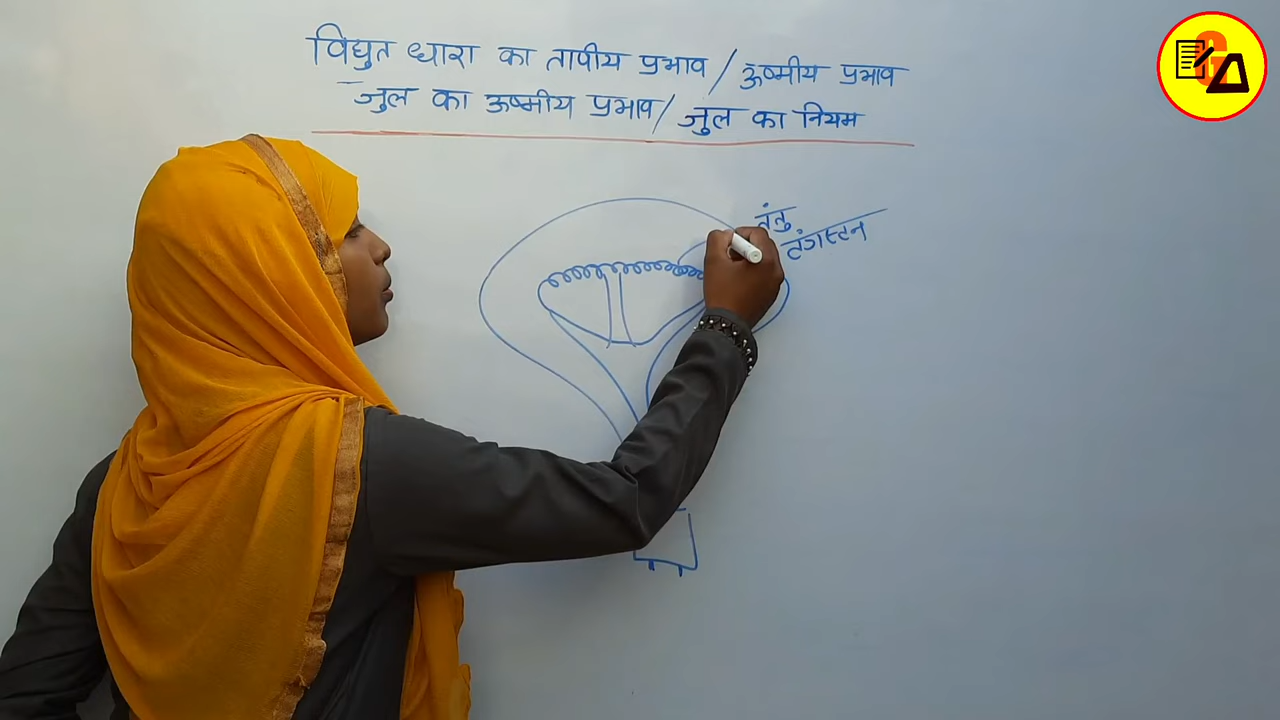 विद्युत धारा का तापीय प्रभाव / ऊष्मीय प्रभाव
जुल का ऊष्मीय प्रभाव / जुल का नियम
तंतु
टंगस्टन